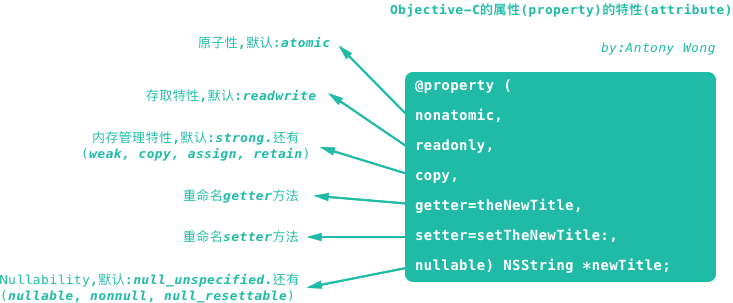 Objective-C的属性(property)的特性(attribute)
by:Antony Wong
原子性,默认:atomic
存取特性,默认:readwrite
内存管理特性,默认:strong.还有
(weak, copy, assign, retain)
重命名getter方法
重命名setter方法
Nullability,默认:null_unspecified.还有
(nullable, nonnull, null_resettable)
@property (
nonatomic,
readonly,
copy,
getter=theNewTitle,
setter=setTheNewTitle:,
nullable) NSString *newTitle;